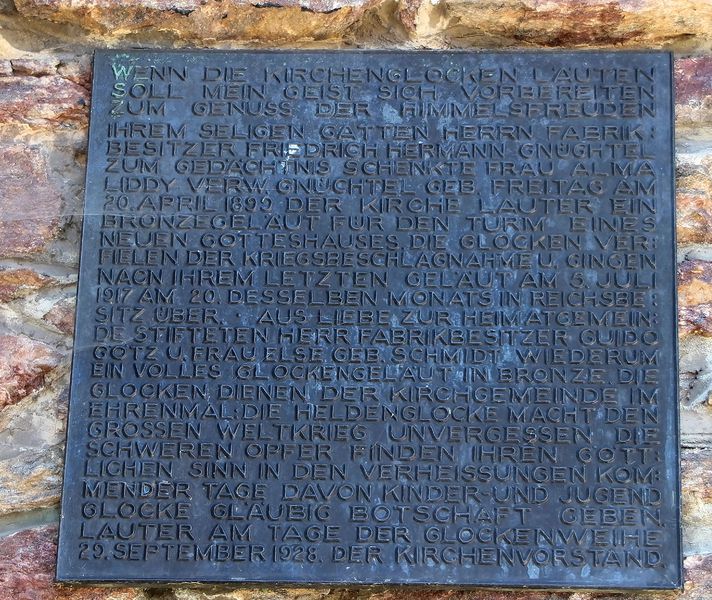 WENN DIE KIRCHENGLOCKEN LÄUTEN
SOLL MEIN GEIST SICH VORBEREITEN
ZUM GENUSS DER HIMMELSFREUDEN
IHREM SELIGEN GATTEN HERRN FABRIK:
BESITZER FRIEDRICH HERMANN GNÜCHTEL
ZUM GEDÄCHTNIS SCHENKTE FRAU ALMA
LIDDY VERW. GNÜCHTEL GEB. FREITAG AM
20. APRIL 1899 DER KIRCHE LAUTER EIN
BRONZEGELÄUT FÜR DEN TURM EINES
NEUEN GOTTESHAUSES. DIE GLOCKEN VER:
FIELEN DER KRIEGSBESCHLAGNAHME U. GINGEN
NACH IHREM LETZTEN GELÄUT AM 5. JULI
1917 AM 20. DESSELBEN MONATS IN REICHSBE:
SITZ ÜBER. · AUS LIEBE ZUR HEIMATGEMEIN:
DE STIFTETEN HERR FABRIKBESITZER GUIDO
GÖTZ U. FRAU ELSE GEB. SCHMIDT WIEDERUM
EIN VOLLES GLOCKENGELÄUT IN BRONZE. DIE
GLOCKEN DIENEN DER KIRCHGEMEINDE IM
EHRENMAL: DIE HELDENGLOCKE MACHT DEN
GROSSEN WELTKRIEG UNVERGESSEN DIE
SCHWEREN OPFER FINDEN IHREN GÖTT:
LICHEN SINN IN DEN VERHEISSUNGEN KOM:
MENDER TAGE DAVON KINDER-UND JUGEND
GLOCKE GLÄUBIG BOTSCHAFT GEBEN.
LAUTER AM TAGE DER GLOCKENWEIHE
29. SEPTEMBER 1928. DER KIRCHENVORSTAND.